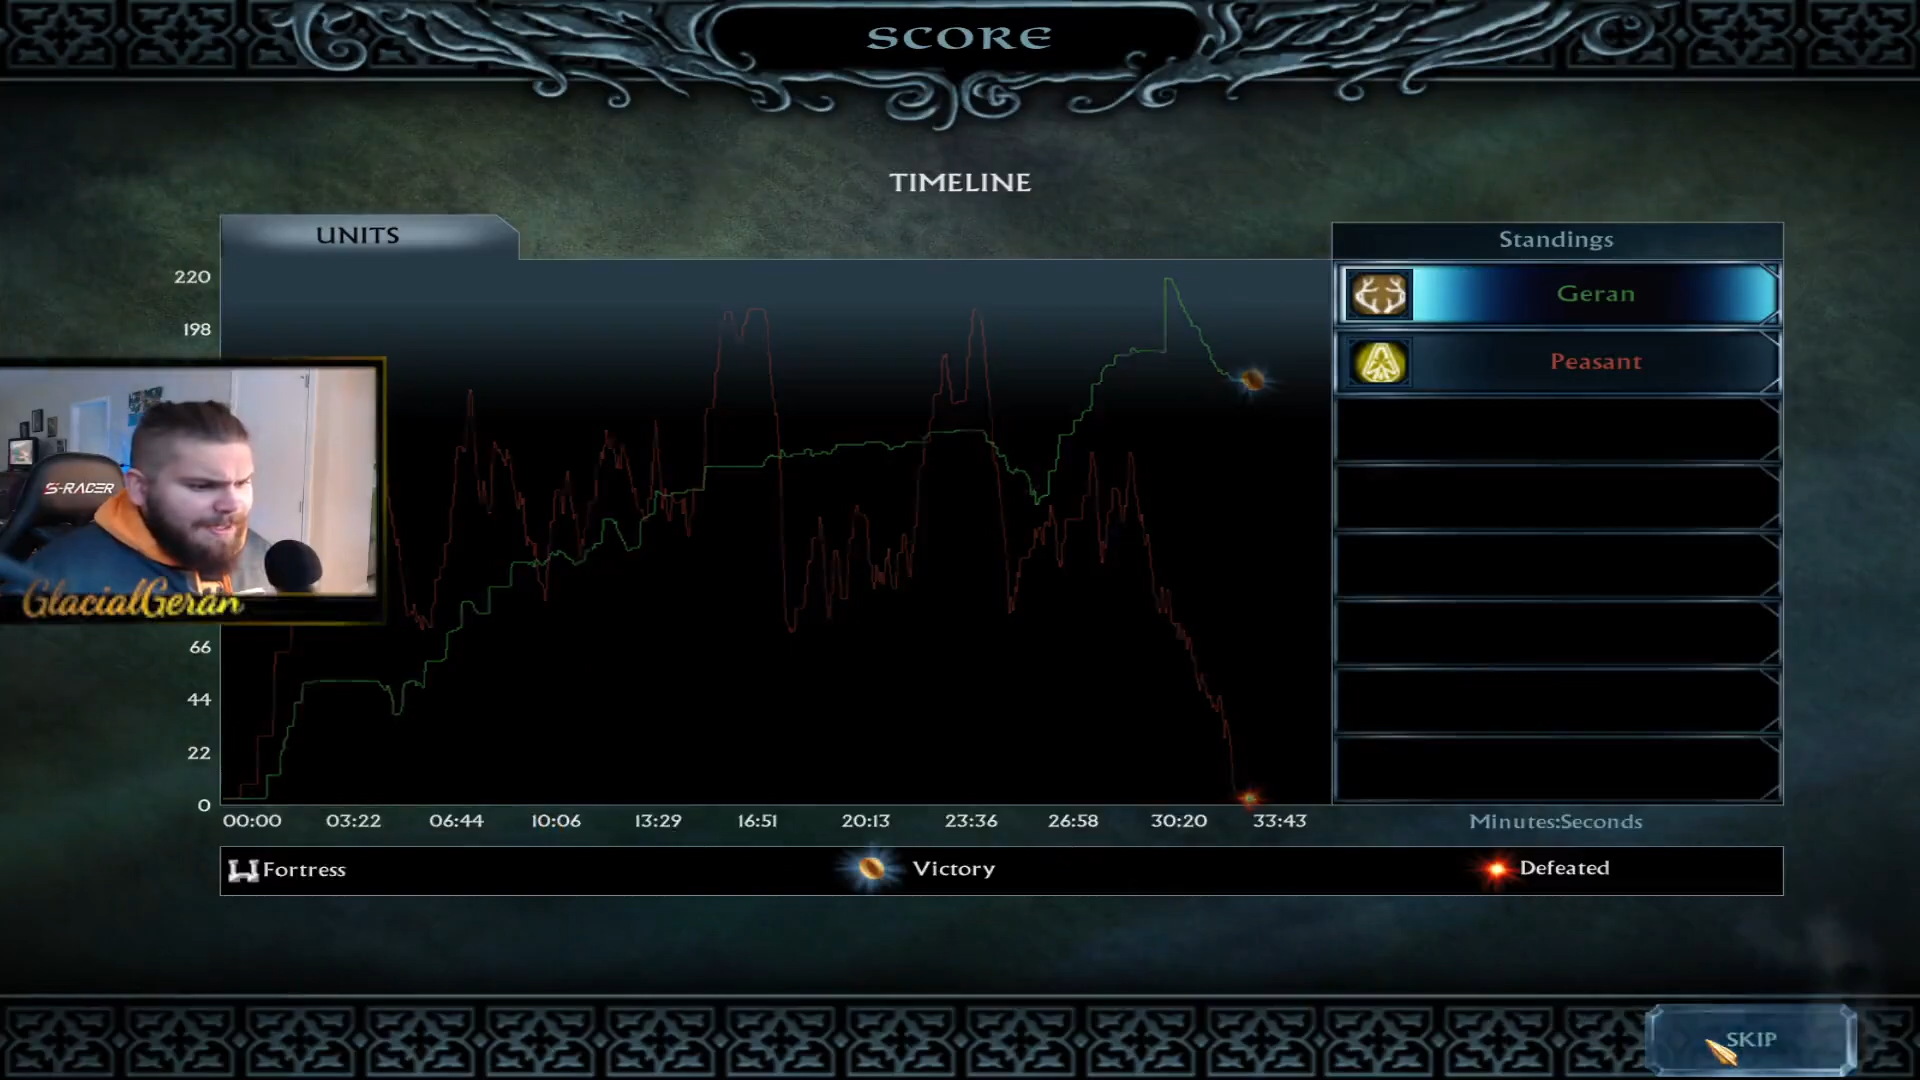 SCORE
TIMELINE
UNITS
220
198
66
44
22
0
00:00 03:22 06:44 10:06 13:29 16:51 20:13 23:36 26:58 30:20 33:43
Standings
Geran
Peasant
Minutes:Seconds
Fortress Victory Defeated
S-RACER
GlacialGeran
SKIP